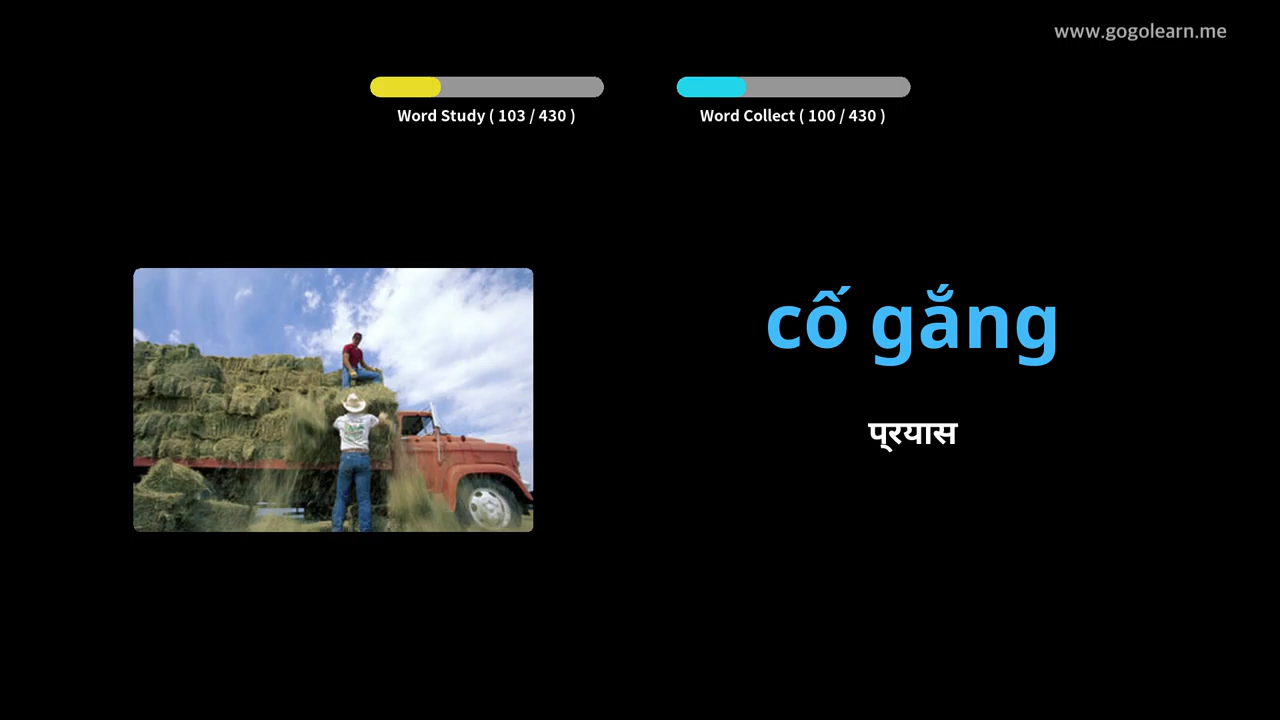 www.gogolearn.me
Word Study ( 103 / 430 )
Word Collect ( 100 / 430 )
cố gắng
प्रयास